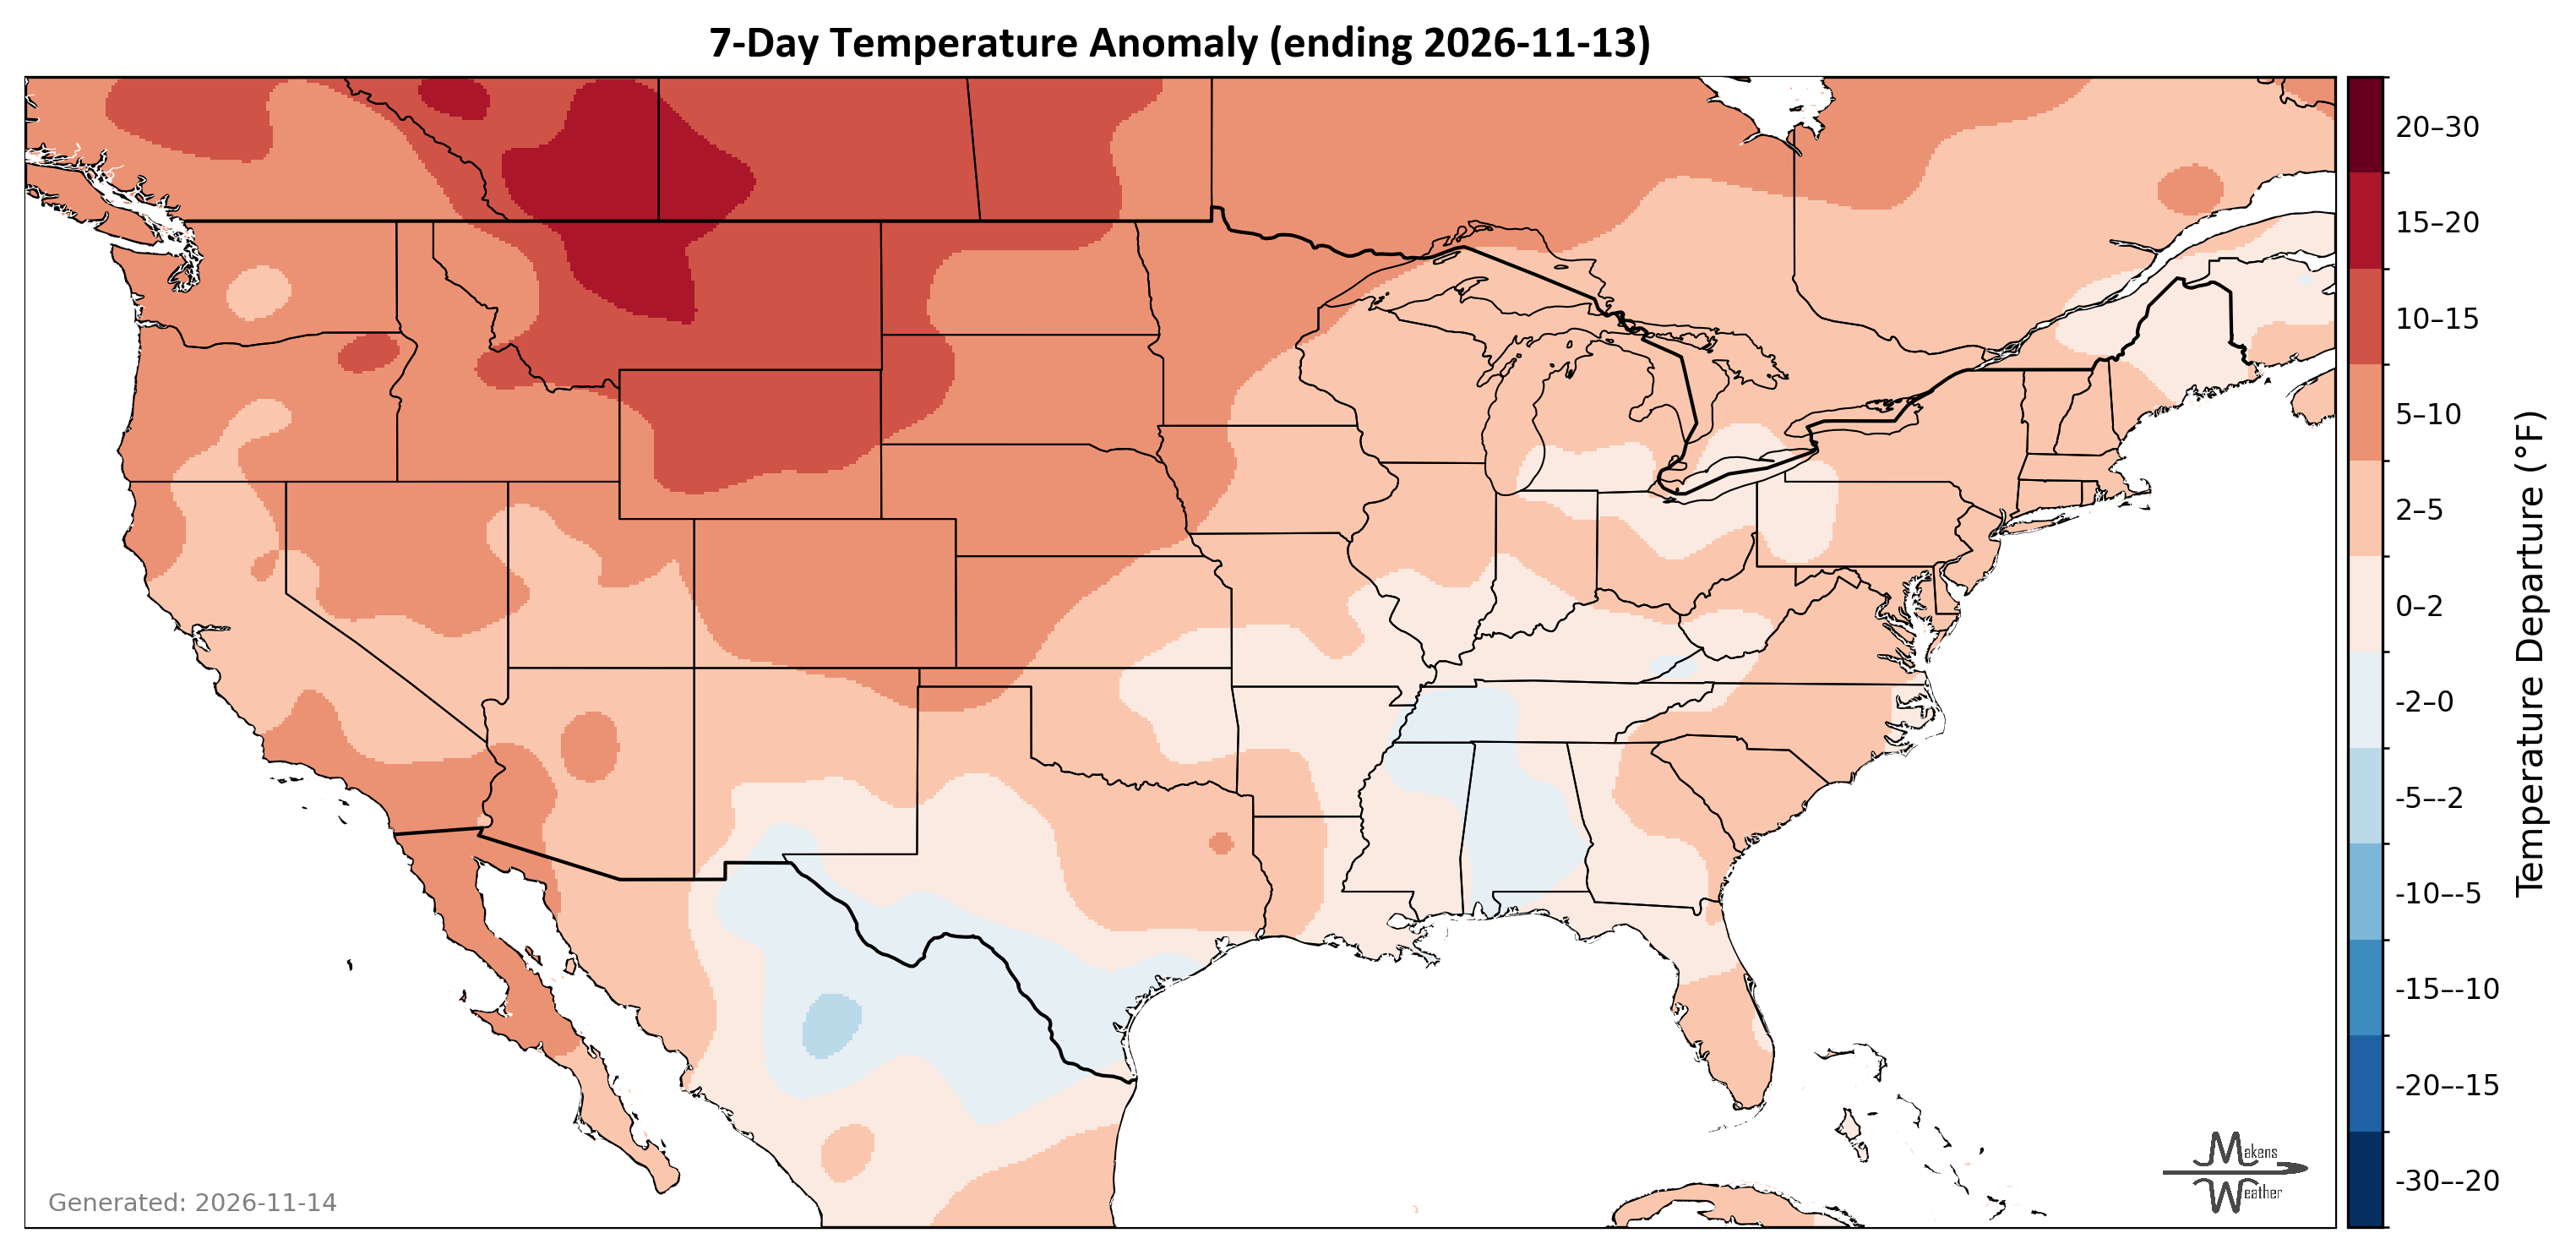 7-Day Temperature Anomaly (ending 2026-11-13)
20–30
15–20
10–15
5–10
2–5
0–2
-2–0
-5–-2
-10–-5
-15–-10
-20–-15
-30–-20
Temperature Departure (°F)
Generated: 2026-11-14
Makens
Weather